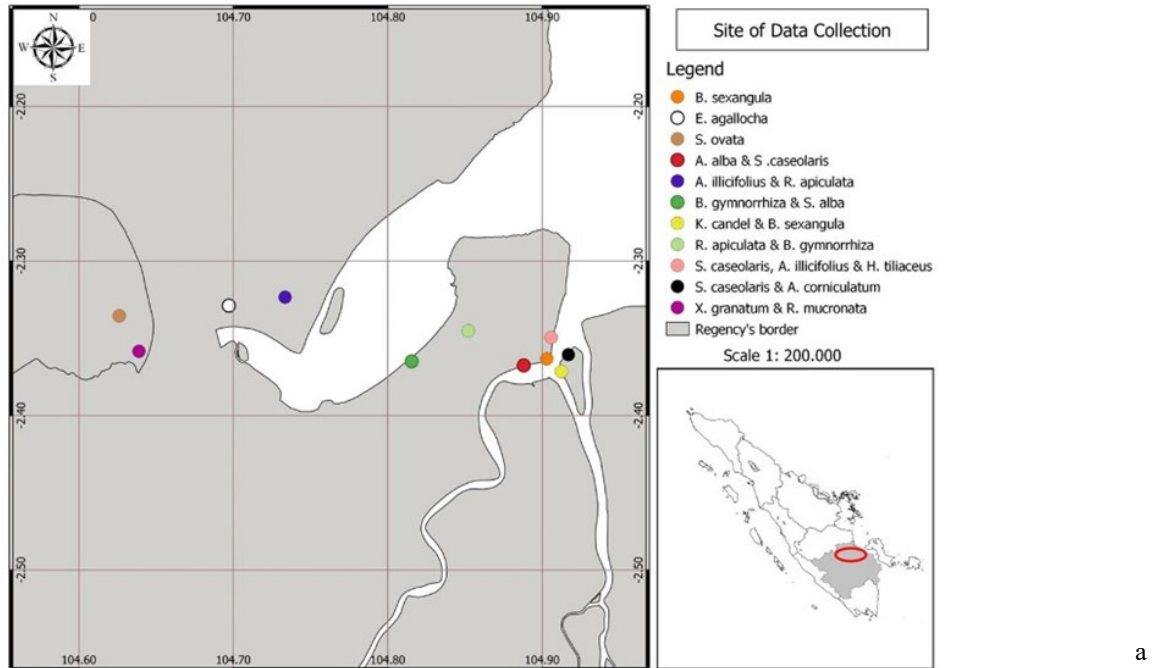 0 104.70 104.80 104.90
N
W E
S
-2.20 -2.20
-2.30 -2.30
-2.40 -2.40
-2.50 -2.50
104.60 104.70 104.80 104.90
Site of Data Collection
Legend
B. sexangula
E. agallocha
S. ovata
A. alba & S .caseolaris
A. illicifolius & R. apiculata
B. gymnorrhiza & S. alba
K. candel & B. sexangula
R. apiculata & B. gymnorrhiza
S. caseolaris, A. illicifolius & H. tiliaceus
S. caseolaris & A. corniculatum
X. granatum & R. mucronata
Regency's border
Scale 1: 200.000
a